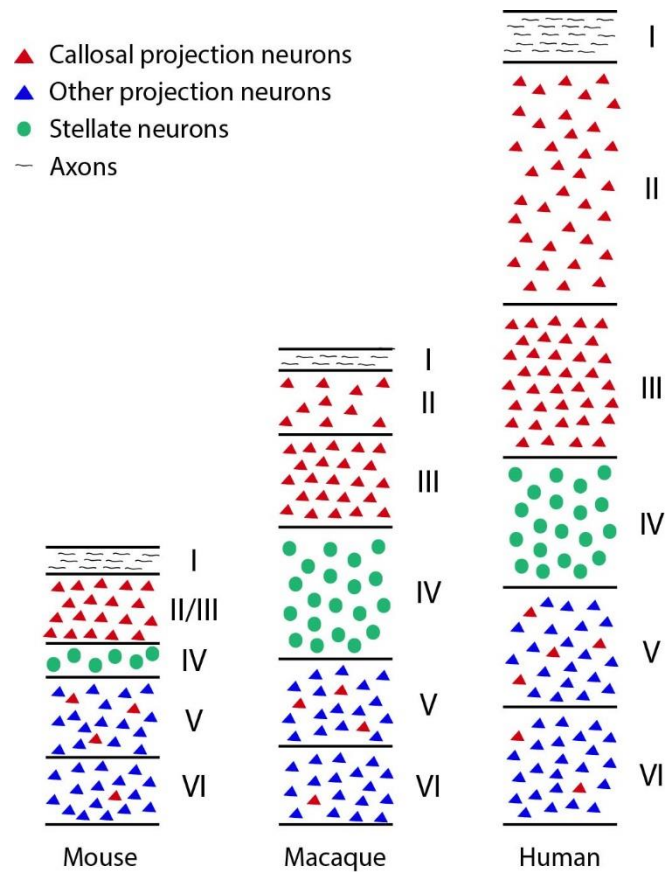 Callosal projection neurons
Other projection neurons
Stellate neurons
Axons
I
II/III
IV
V
VI
Mouse
I
II
III
IV
V
VI
Macaque
I
II
III
IV
V
VI
Human